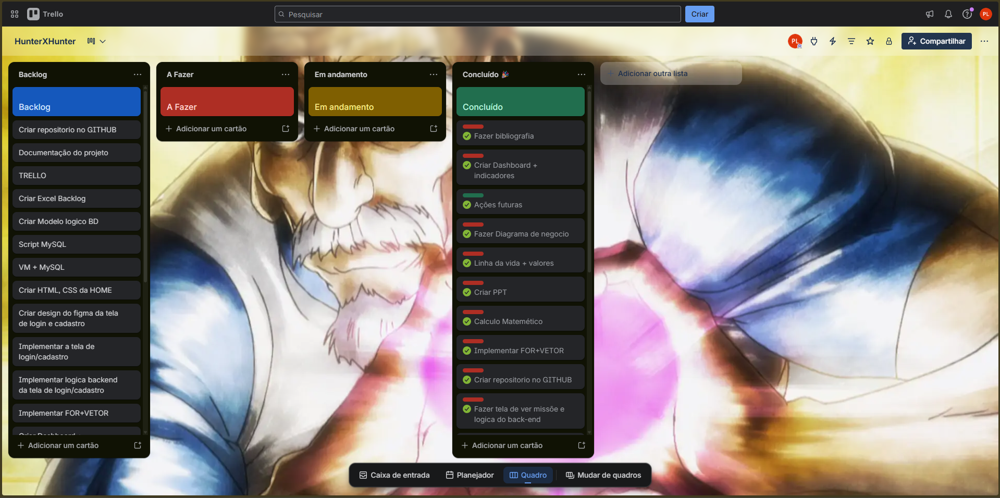 Trello
Pesquisar
Criar
PL
HunterXHunter
PL
Compartilhar
Backlog
Backlog
Criar repositorio no GITHUB
Documentação do projeto
TRELLO
Criar Excel Backlog
Criar Modelo logico BD
Script MySQL
VM + MySQL
Criar HTML, CSS da HOME
Criar design do figma da tela
de login e cadastro
Implementar a tela de
login/cadastro
Implementar logica backend
da tela de login/cadastro
Implementar FOR+VETOR
Criar Dashboard +
Adicionar um cartão
A Fazer
A Fazer
Adicionar um cartão
Em andamento
Em andamento
Adicionar um cartão
Concluído 🎉
Concluído
Fazer bibliografia
Criar Dashboard +
indicadores
Ações futuras
Fazer Diagrama de negocio
Linha da vida + valores
Criar PPT
Calculo Matemético
Implementar FOR+VETOR
Criar repositorio no GITHUB
Fazer tela de ver missõe e
logica do back-end
Adicionar um cartão
+ Adicionar outra lista
Caixa de entrada
Planejador
Quadro
Mudar de quadros